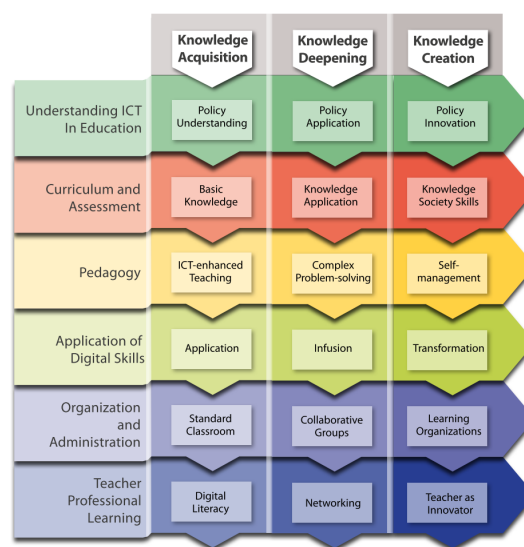 Knowledge
Acquisition
Knowledge
Deepening
Knowledge
Creation
Understanding ICT
In Education
Policy
Understanding
Policy
Application
Policy
Innovation
Curriculum and
Assessment
Basic
Knowledge
Knowledge
Application
Knowledge
Society Skills
Pedagogy
ICT-enhanced
Teaching
Complex
Problem-solving
Self-
management
Application of
Digital Skills
Application
Infusion
Transformation
Organization
and
Administration
Standard
Classroom
Collaborative
Groups
Learning
Organizations
Teacher
Professional
Learning
Digital
Literacy
Networking
Teacher as
Innovator